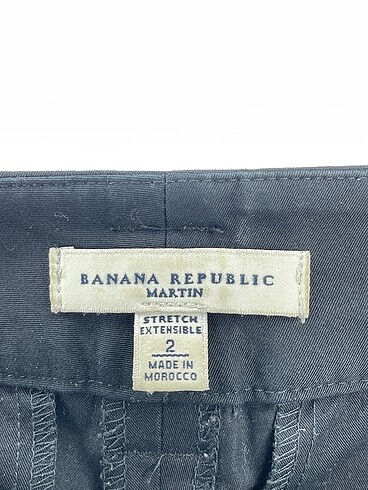 BANANA REPUBLIC
MARTIN
STRETCH
EXTENSIBLE
2
MADE IN
MOROCCO